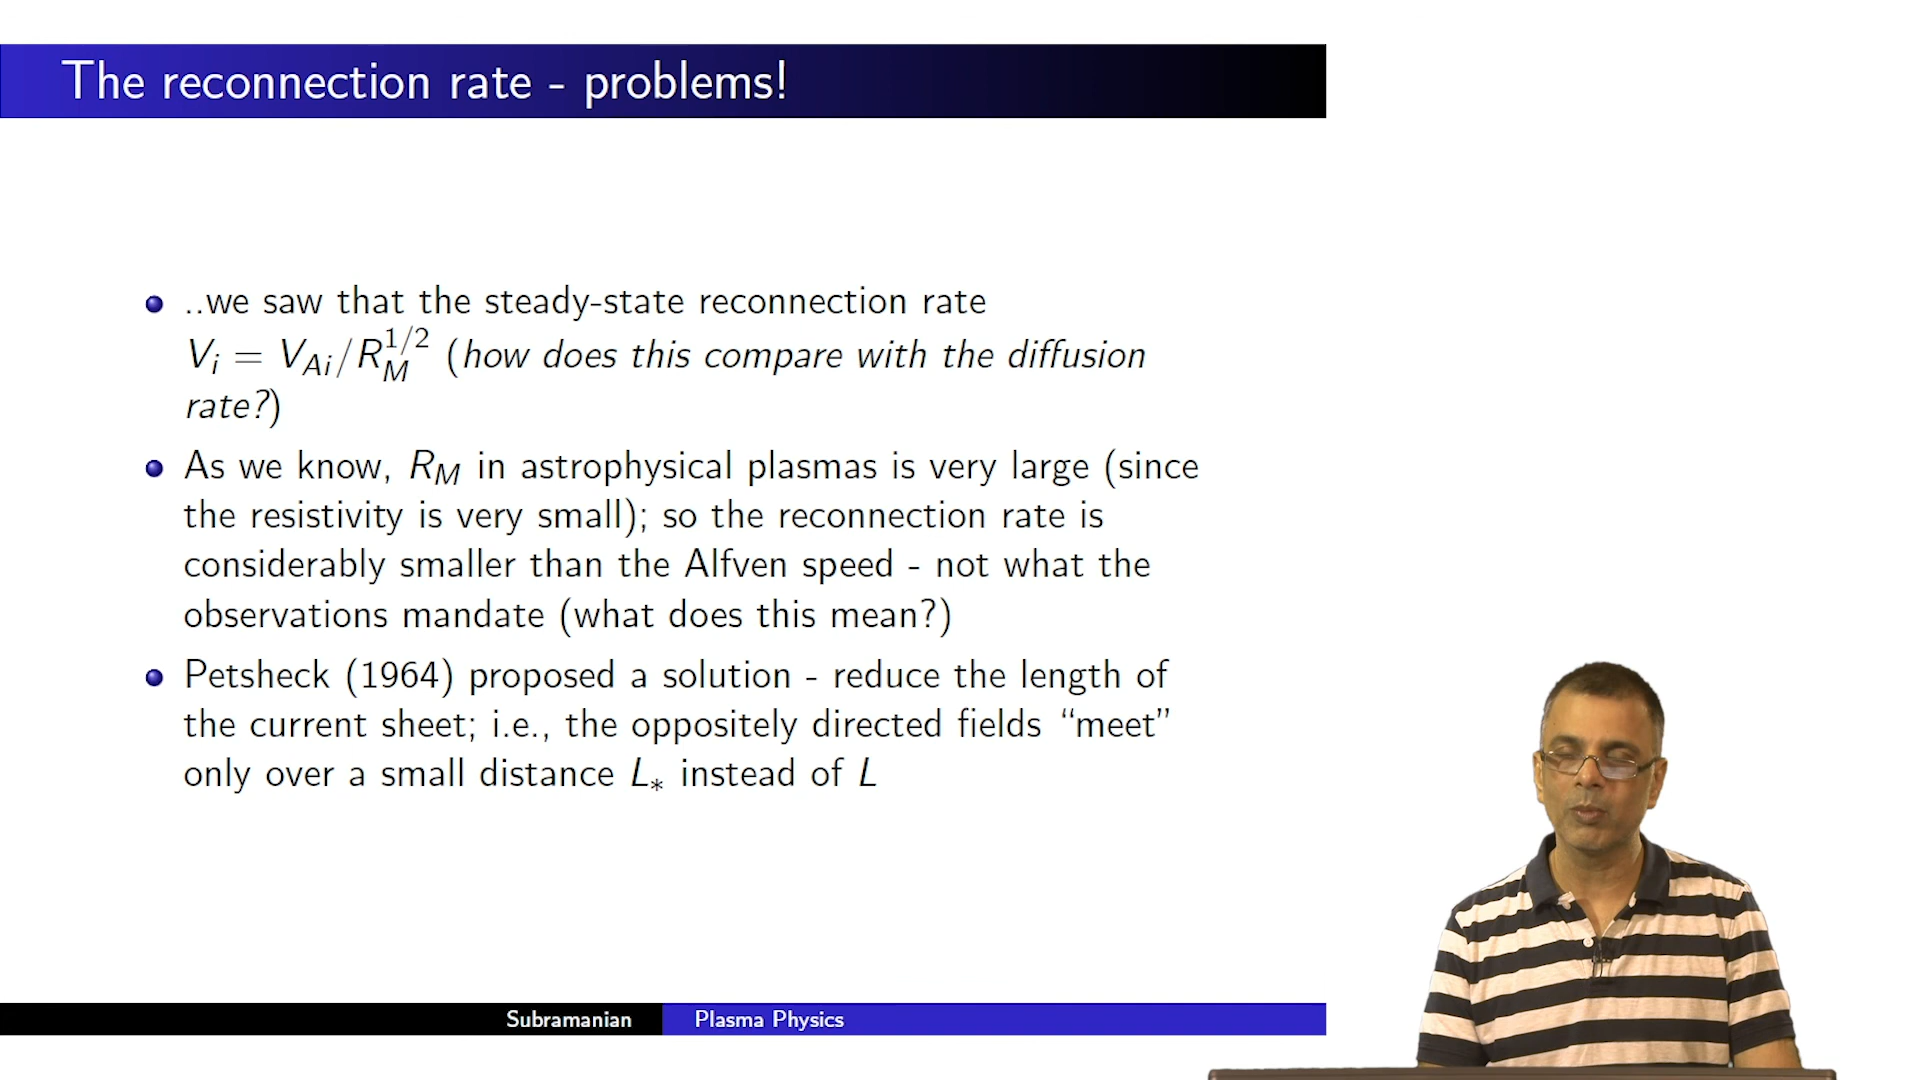 The reconnection rate - problems!
..we saw that the steady-state reconnection rate
V_i = V_{Ai}/R_M^{1/2} (how does this compare with the diffusion
rate?)
As we know, R_M in astrophysical plasmas is very large (since
the resistivity is very small); so the reconnection rate is
considerably smaller than the Alfven speed - not what the
observations mandate (what does this mean?)
Petsheck (1964) proposed a solution - reduce the length of
the current sheet; i.e., the oppositely directed fields “meet”
only over a small distance L_* instead of L
Subramanian Plasma Physics